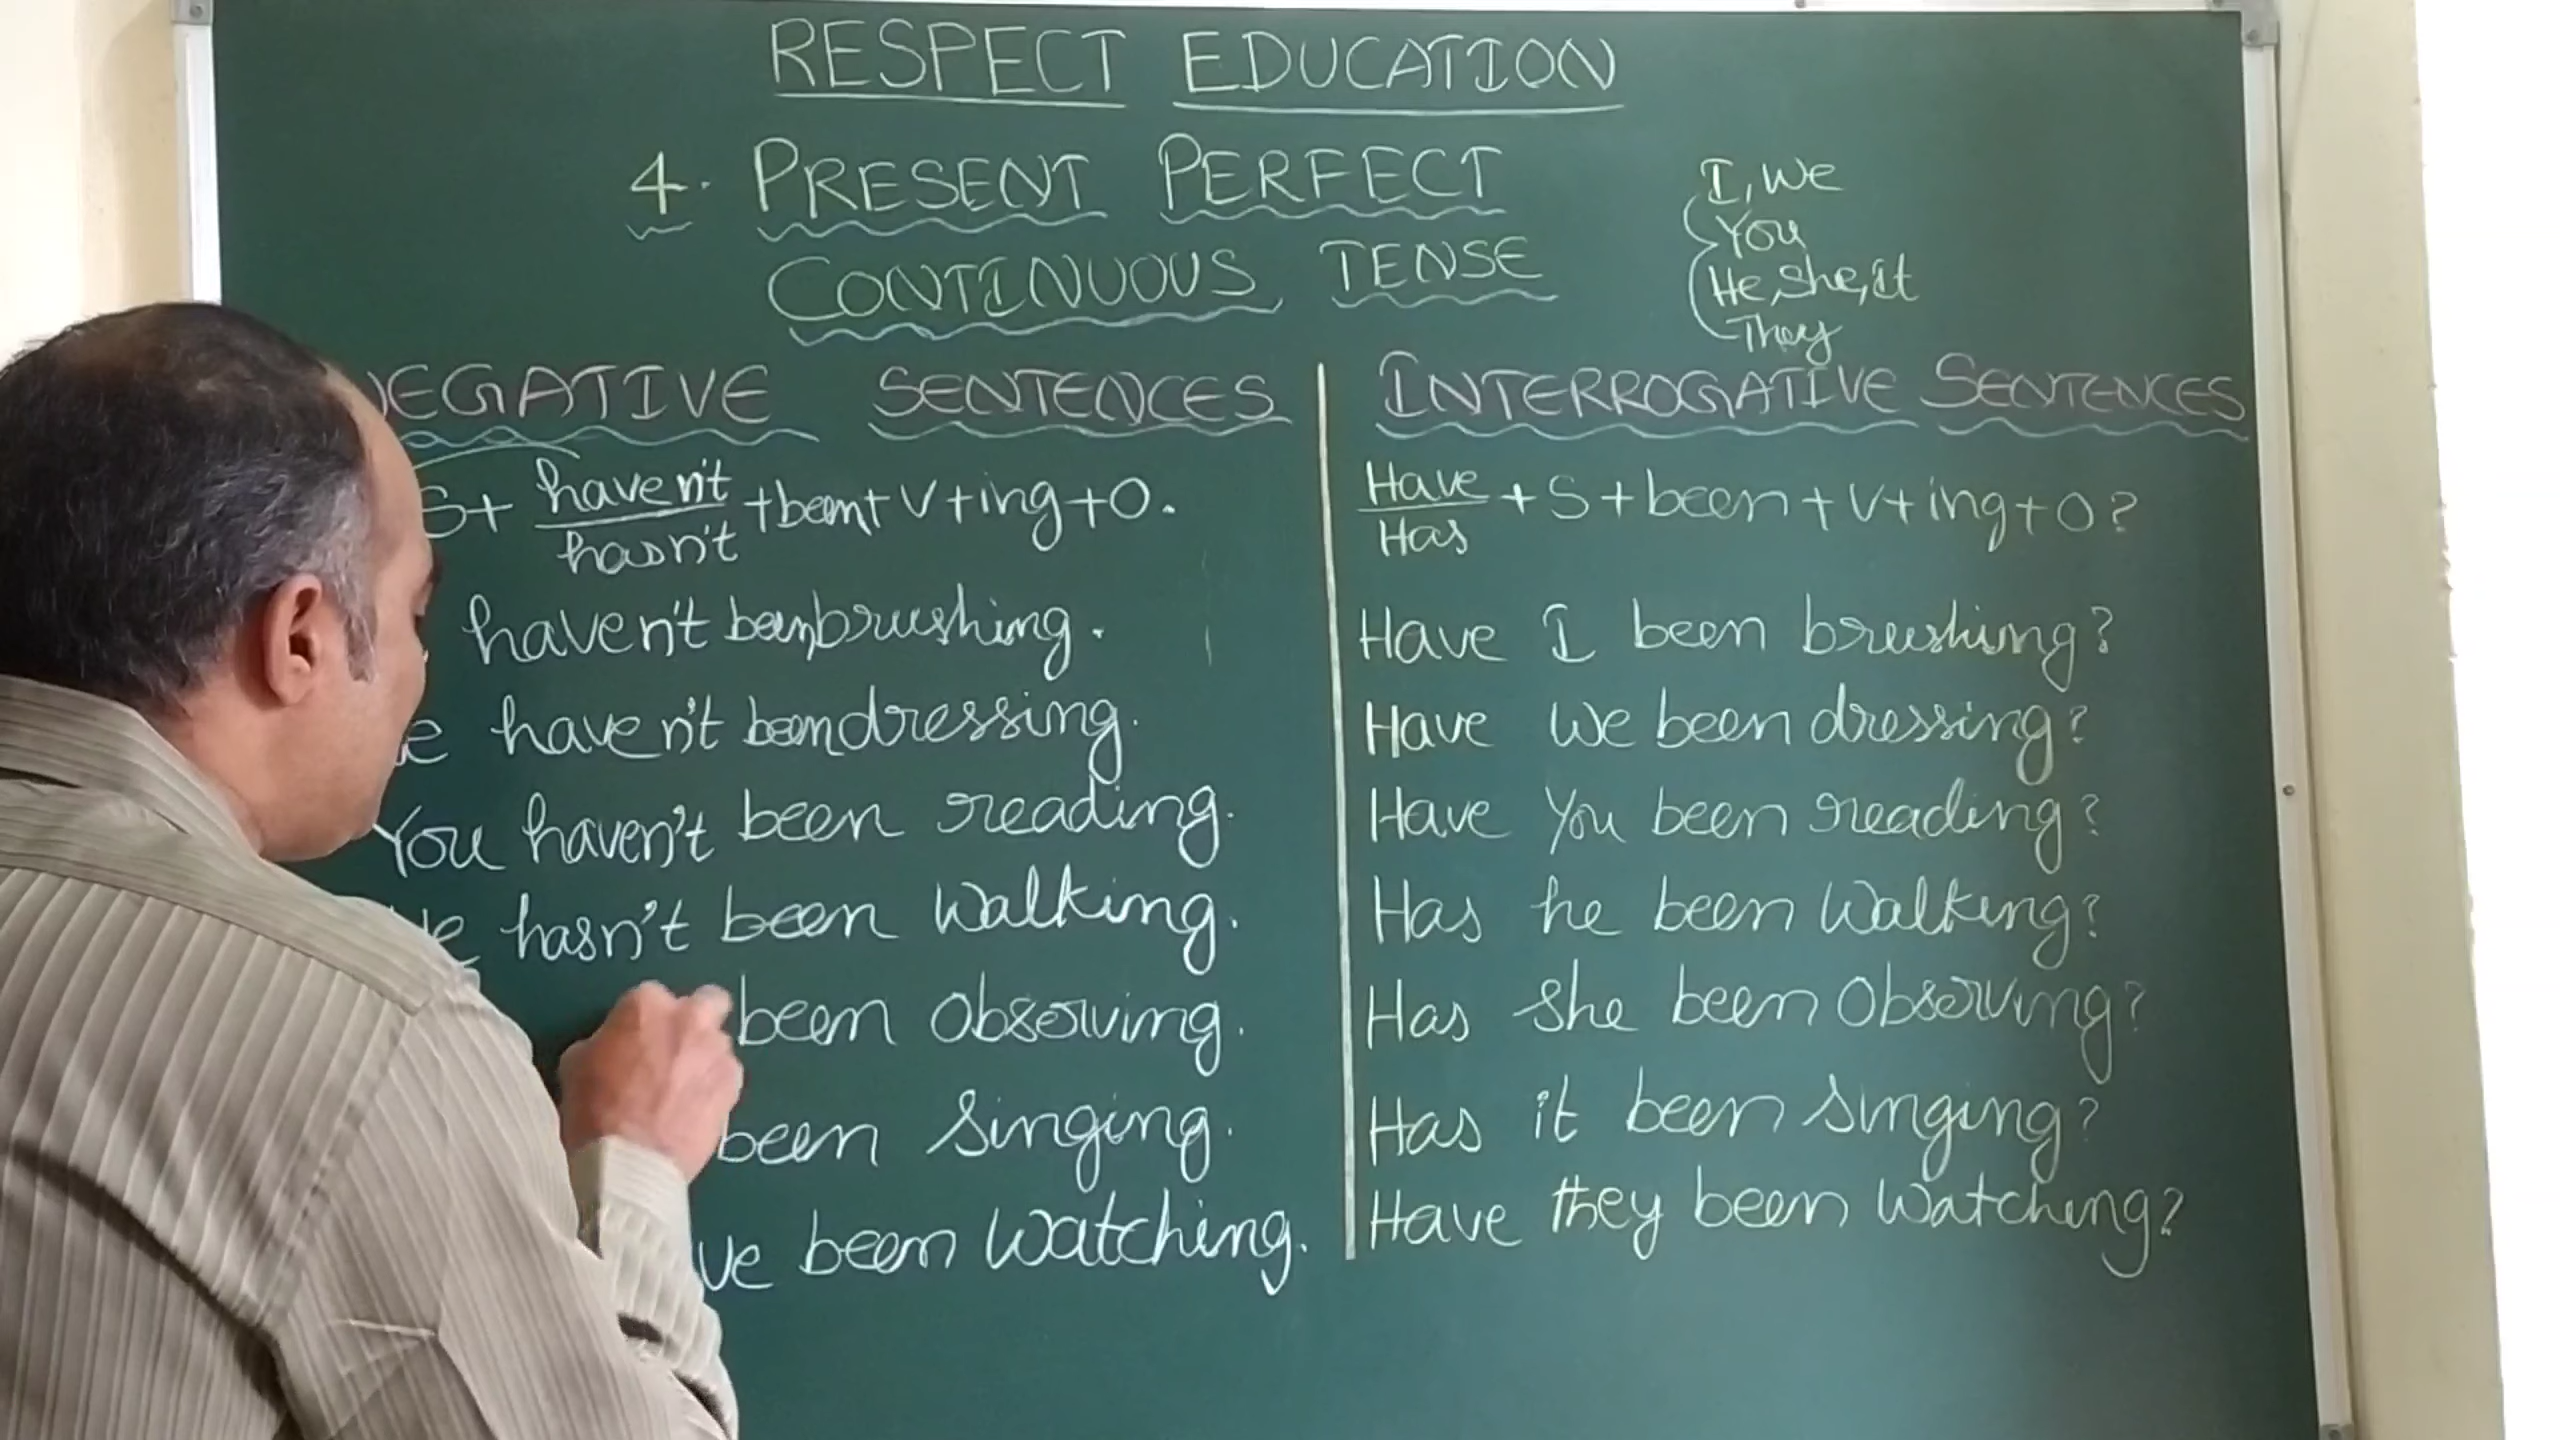 RESPECT EDUCATION
4. PRESENT PERFECT
CONTINUOUS TENSE
I, We
You
He, She, It
They
NEGATIVE SENTENCES
S+ haven't/hasn't +been+V+ing+O.
haven't been brushing.
haven't been dressing.
You haven't been reading.
He hasn't been walking.
been observing.
been singing.
been watching.
INTERROGATIVE SENTENCES
Have/Has +S+been+V+ing+O?
Have I been brushing?
Have we been dressing?
Have you been reading?
Has he been walking?
Has she been observing?
Has it been singing?
Have they been watching?